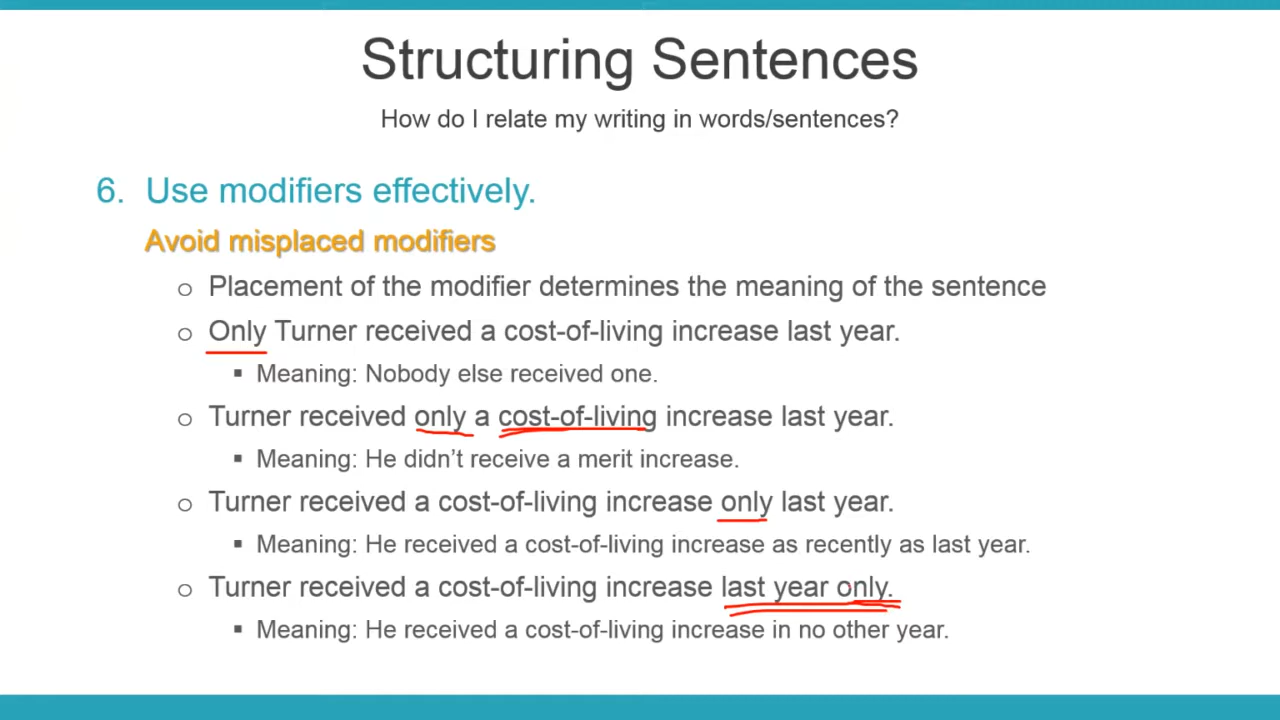 Structuring Sentences
How do I relate my writing in words/sentences?
6. Use modifiers effectively.
Avoid misplaced modifiers
o Placement of the modifier determines the meaning of the sentence
o Only Turner received a cost-of-living increase last year.
▪ Meaning: Nobody else received one.
o Turner received only a cost-of-living increase last year.
▪ Meaning: He didn’t receive a merit increase.
o Turner received a cost-of-living increase only last year.
▪ Meaning: He received a cost-of-living increase as recently as last year.
o Turner received a cost-of-living increase last year only.
▪ Meaning: He received a cost-of-living increase in no other year.